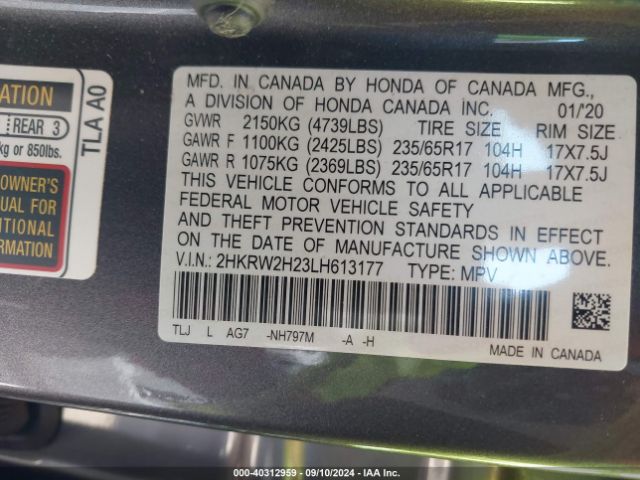 ATION
REAR 3
kg or 850lbs.
OWNER'S
UAL FOR
ITIONAL
ORMATION
TLA A0
MFD. IN CANADA BY HONDA OF CANADA MFG.,
A DIVISION OF HONDA CANADA INC. 01/'20
GVWR 2150KG (4739LBS) TIRE SIZE RIM SIZE
GAWR F 1100KG (2425LBS) 235/65R17 104H 17X7.5J
GAWR R 1075KG (2369LBS) 235/65R17 104H 17X7.5J
THIS VEHICLE CONFORMS TO ALL APPLICABLE
FEDERAL MOTOR VEHICLE SAFETY
AND THEFT PREVENTION STANDARDS IN EFFECT
ON THE DATE OF MANUFACTURE SHOWN ABOVE.
V.I.N.: 2HKRW2H23LH613177 TYPE: MPV
TLJ L AG7 -NH797M -A -H
MADE IN CANADA
000-40312959 - 09/10/2024 - IAA Inc.